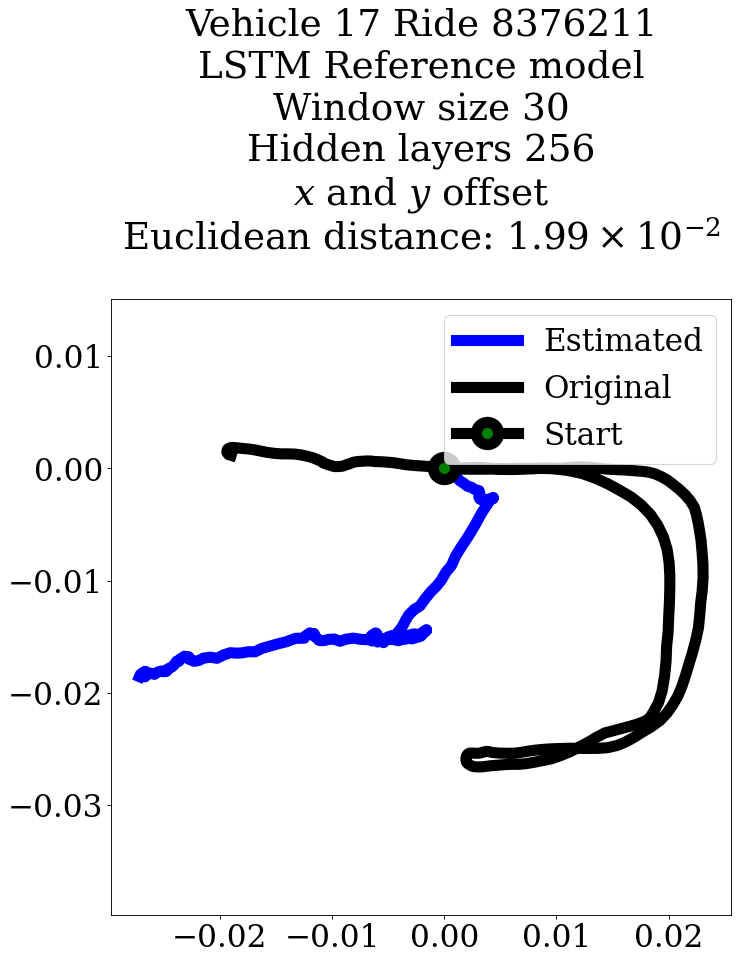 Vehicle 17 Ride 8376211
LSTM Reference model
Window size 30
Hidden layers 256
x and y offset
Euclidean distance: 1.99 × 10⁻²
Estimated
Original
Start
0.01
0.00
−0.01
−0.02
−0.03
−0.02 −0.01 0.00 0.01 0.02